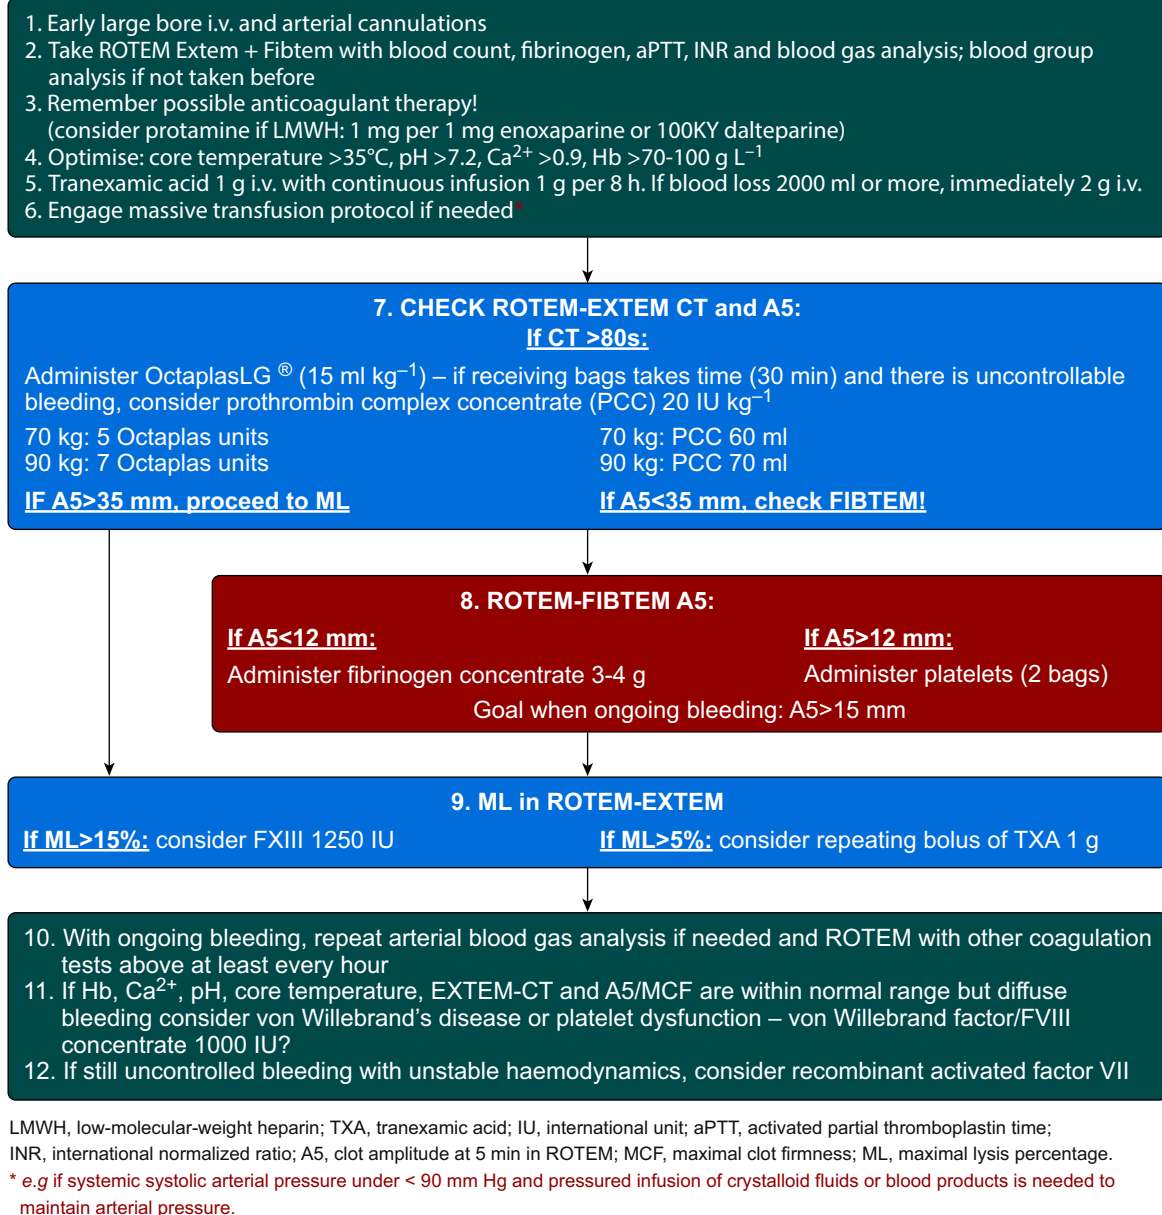 1. Early large bore i.v. and arterial cannulations
2. Take ROTEM Extem + Fibtem with blood count, fibrinogen, aPTT, INR and blood gas analysis; blood group
analysis if not taken before
3. Remember possible anticoagulant therapy!
(consider protamine if LMWH: 1 mg per 1 mg enoxaparine or 100KY dalteparine)
4. Optimise: core temperature >35°C, pH >7.2, Ca²⁺ >0.9, Hb >70-100 g L⁻¹
5. Tranexamic acid 1 g i.v. with continuous infusion 1 g per 8 h. If blood loss 2000 ml or more, immediately 2 g i.v.
6. Engage massive transfusion protocol if needed*
7. CHECK ROTEM-EXTEM CT and A5:
If CT >80s:
Administer OctaplasLG ® (15 ml kg⁻¹) – if receiving bags takes time (30 min) and there is uncontrollable
bleeding, consider prothrombin complex concentrate (PCC) 20 IU kg⁻¹
70 kg: 5 Octaplas units
90 kg: 7 Octaplas units
70 kg: PCC 60 ml
90 kg: PCC 70 ml
IF A5>35 mm, proceed to ML
If A5<35 mm, check FIBTEM!
8. ROTEM-FIBTEM A5:
If A5<12 mm:
Administer fibrinogen concentrate 3-4 g
If A5>12 mm:
Administer platelets (2 bags)
Goal when ongoing bleeding: A5>15 mm
9. ML in ROTEM-EXTEM
If ML>15%: consider FXIII 1250 IU
If ML>5%: consider repeating bolus of TXA 1 g
10. With ongoing bleeding, repeat arterial blood gas analysis if needed and ROTEM with other coagulation
tests above at least every hour
11. If Hb, Ca²⁺, pH, core temperature, EXTEM-CT and A5/MCF are within normal range but diffuse
bleeding consider von Willebrand's disease or platelet dysfunction – von Willebrand factor/FVIII
concentrate 1000 IU?
12. If still uncontrolled bleeding with unstable haemodynamics, consider recombinant activated factor VII
LMWH, low-molecular-weight heparin; TXA, tranexamic acid; IU, international unit; aPTT, activated partial thromboplastin time;
INR, international normalized ratio; A5, clot amplitude at 5 min in ROTEM; MCF, maximal clot firmness; ML, maximal lysis percentage.
* e.g if systemic systolic arterial pressure under < 90 mm Hg and pressured infusion of crystalloid fluids or blood products is needed to
maintain arterial pressure.